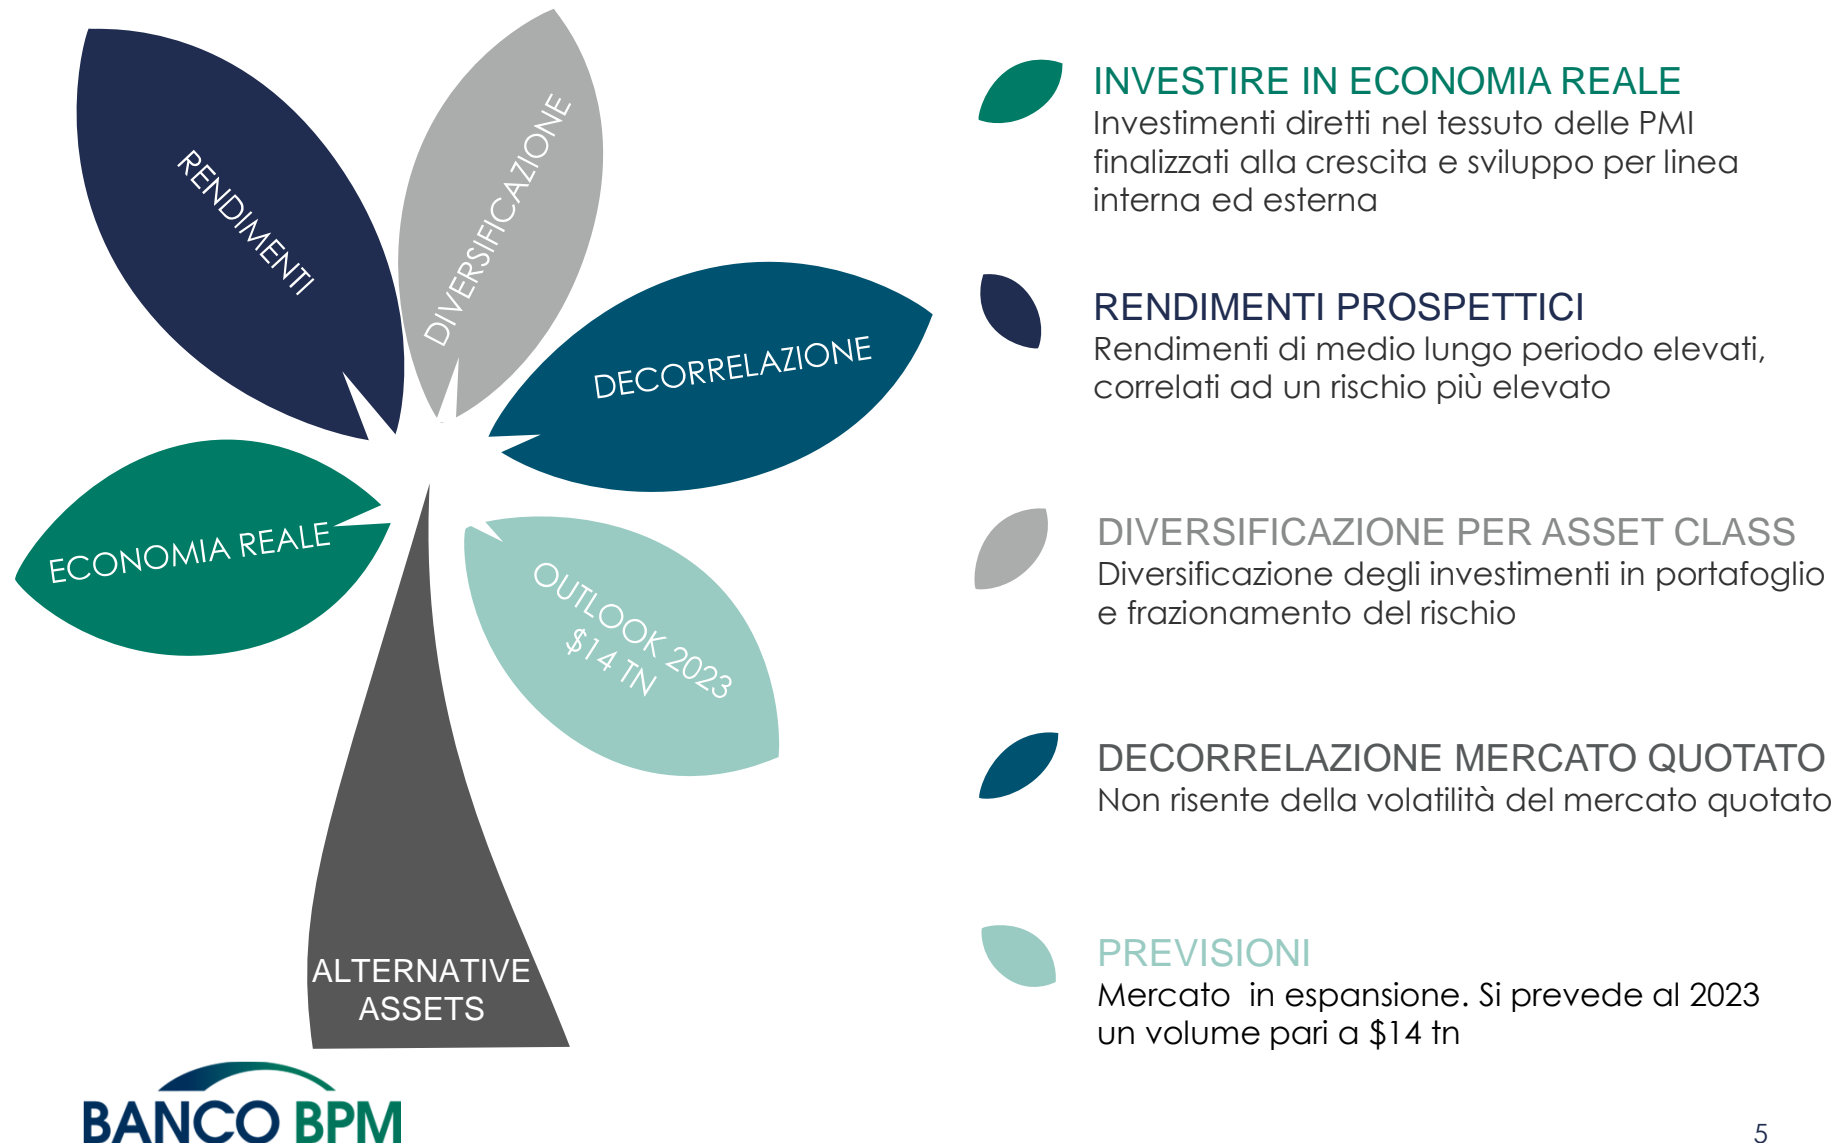 RENDIMENTI
DIVERSIFICAZIONE
DECORRELAZIONE
ECONOMIA REALE
OUTLOOK 2023
$14 TN
ALTERNATIVE
ASSETS
BANCO BPM
INVESTIRE IN ECONOMIA REALE
Investimenti diretti nel tessuto delle PMI
finalizzati alla crescita e sviluppo per linea
interna ed esterna
RENDIMENTI PROSPETTICI
Rendimenti di medio lungo periodo elevati,
correlati ad un rischio più elevato
DIVERSIFICAZIONE PER ASSET CLASS
Diversificazione degli investimenti in portafoglio
e frazionamento del rischio
DECORRELAZIONE MERCATO QUOTATO
Non risente della volatilità del mercato quotato
PREVISIONI
Mercato in espansione. Si prevede al 2023
un volume pari a $14 tn
5